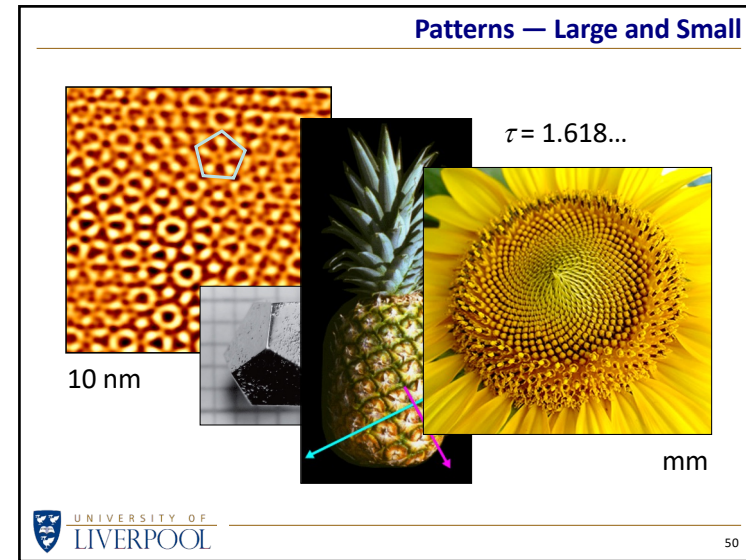 Patterns — Large and Small
τ = 1.618...
10 nm
mm
UNIVERSITY OF
LIVERPOOL
50